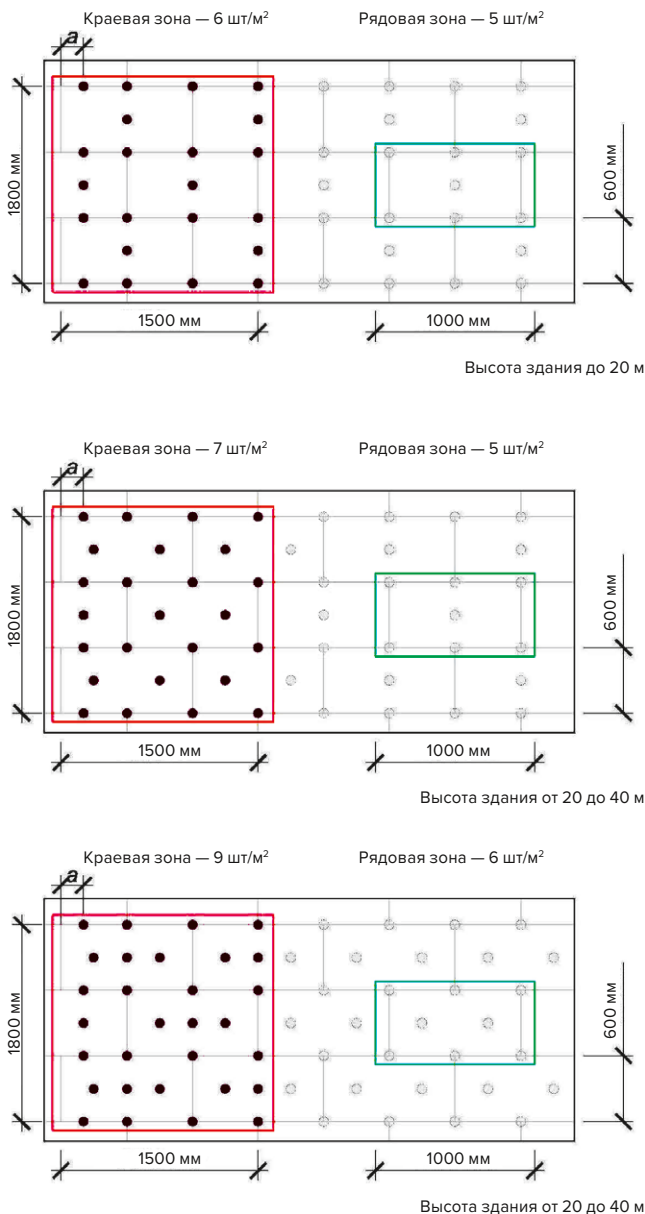 Краевая зона — 6 шт/м² Рядовая зона — 5 шт/м²
a
1800 мм
600 мм
1500 мм
1000 мм
Высота здания до 20 м
Краевая зона — 7 шт/м² Рядовая зона — 5 шт/м²
a
1800 мм
600 мм
1500 мм
1000 мм
Высота здания от 20 до 40 м
Краевая зона — 9 шт/м² Рядовая зона — 6 шт/м²
a
1800 мм
600 мм
1500 мм
1000 мм
Высота здания от 20 до 40 м